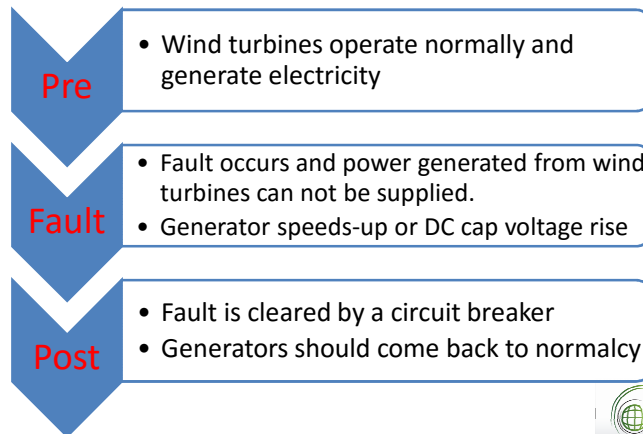 Pre
• Wind turbines operate normally and
generate electricity
Fault
• Fault occurs and power generated from wind
turbines can not be supplied.
• Generator speeds-up or DC cap voltage rise
Post
• Fault is cleared by a circuit breaker
• Generators should come back to normalcy